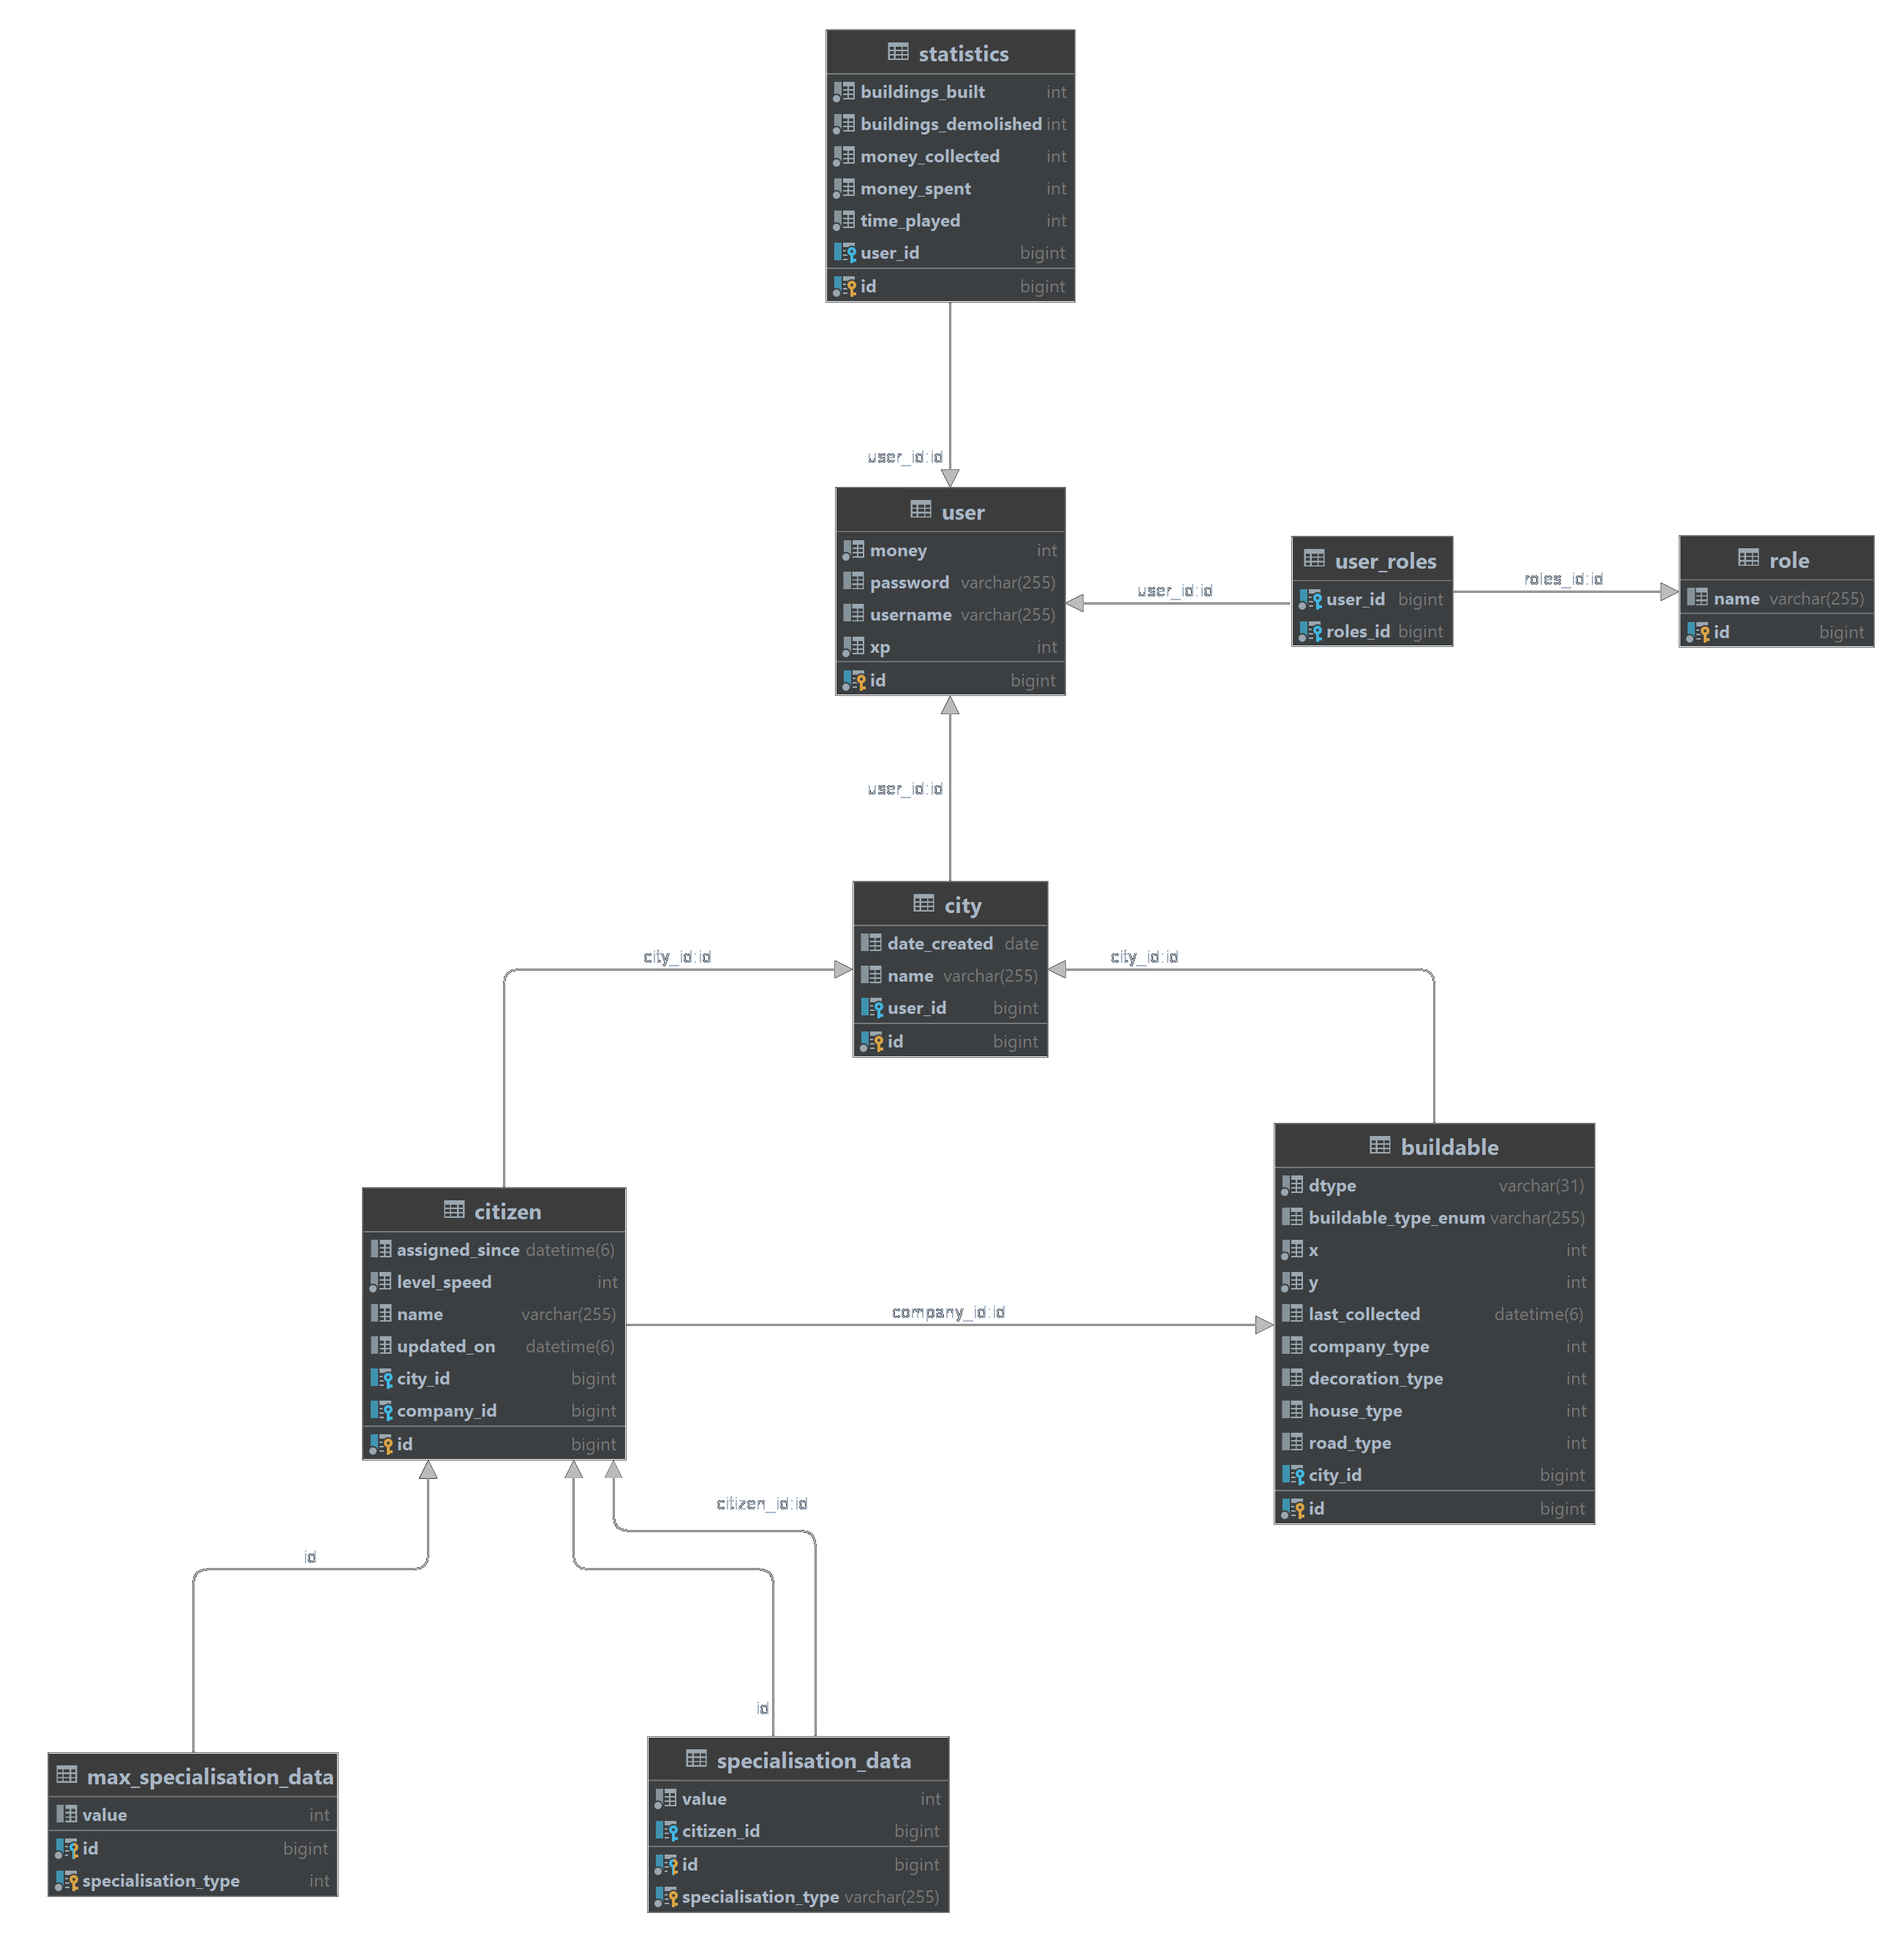 statistics
buildings_built int
buildings_demolished int
money_collected int
money_spent int
time_played int
user_id bigint
id bigint
user_id:id
user
money int
password varchar(255)
username varchar(255)
xp int
id bigint
user_id:id
user_roles
user_id bigint
roles_id bigint
roles_id:id
role
name varchar(255)
id bigint
user_id:id
city
date_created date
name varchar(255)
user_id bigint
id bigint
city_id:id
city_id:id
citizen
assigned_since datetime(6)
level_speed int
name varchar(255)
updated_on datetime(6)
city_id bigint
company_id bigint
id bigint
company_id:id
buildable
dtype varchar(31)
buildable_type_enum varchar(255)
x int
y int
last_collected datetime(6)
company_type int
decoration_type int
house_type int
road_type int
city_id bigint
id bigint
citizen_id:id
id
id
max_specialisation_data
value int
id bigint
specialisation_type int
specialisation_data
value int
citizen_id bigint
id bigint
specialisation_type varchar(255)